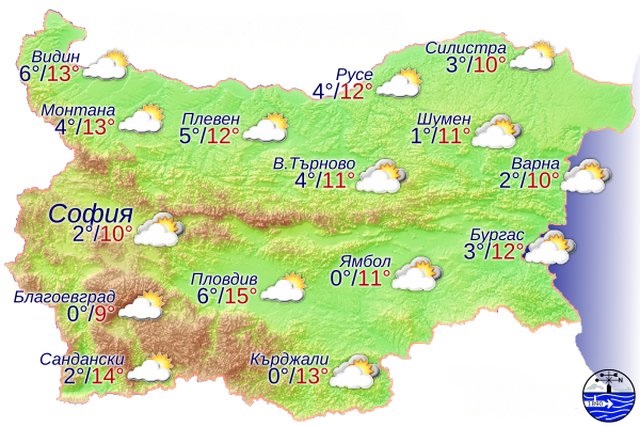 Силистра
3°/10°
Видин
6°/13°
Русе
4°/12°
Монтана
4°/13°
Плевен
5°/12°
Шумен
1°/11°
В.Търново
4°/11°
Варна
2°/10°
София
2°/10°
Бургас
3°/12°
Ямбол
0°/11°
Пловдив
6°/15°
Благоевград
0°/9°
Сандански
2°/14°
Кърджали
0°/13°
N
1890